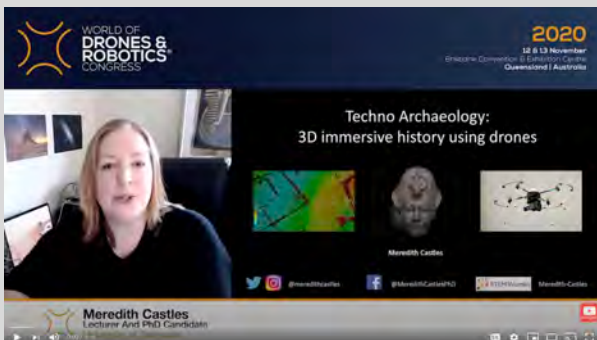 WORLD OF
DRONES &
ROBOTICS®
CONGRESS
2020
12 & 13 November
Brisbane Convention & Exhibition Centre
Queensland | Australia
Techno Archaeology:
3D immersive history using drones
Meredith Castles
@meredithcastles
@MeredithCastlesPhD
Meredith-Castles
Meredith Castles
Lecturer And PhD Candidate